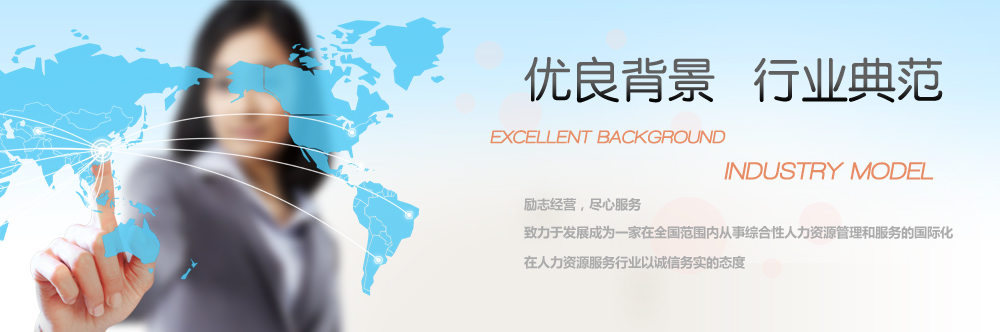 优良背景 行业典范
EXCELLENT BACKGROUND
INDUSTRY MODEL
励志经营，尽心服务
致力于发展成为一家在全国范围内从事综合性人力资源管理和服务的国际化
在人力资源服务行业以诚信务实的态度